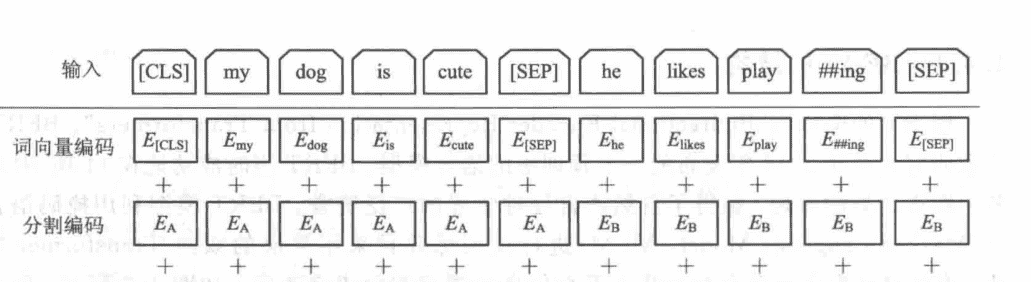 输入 [CLS] my dog is cute [SEP] he likes play ##ing [SEP]
词向量编码 E[CLS] Emy Edog Eis Ecute E[SEP] Ehe Elikes Eplay E##ing E[SEP]
+ + + + + + + + + + +
分割编码 EA EA EA EA EA EA EB EB EB EB EB
+ + + + + + + + + + +